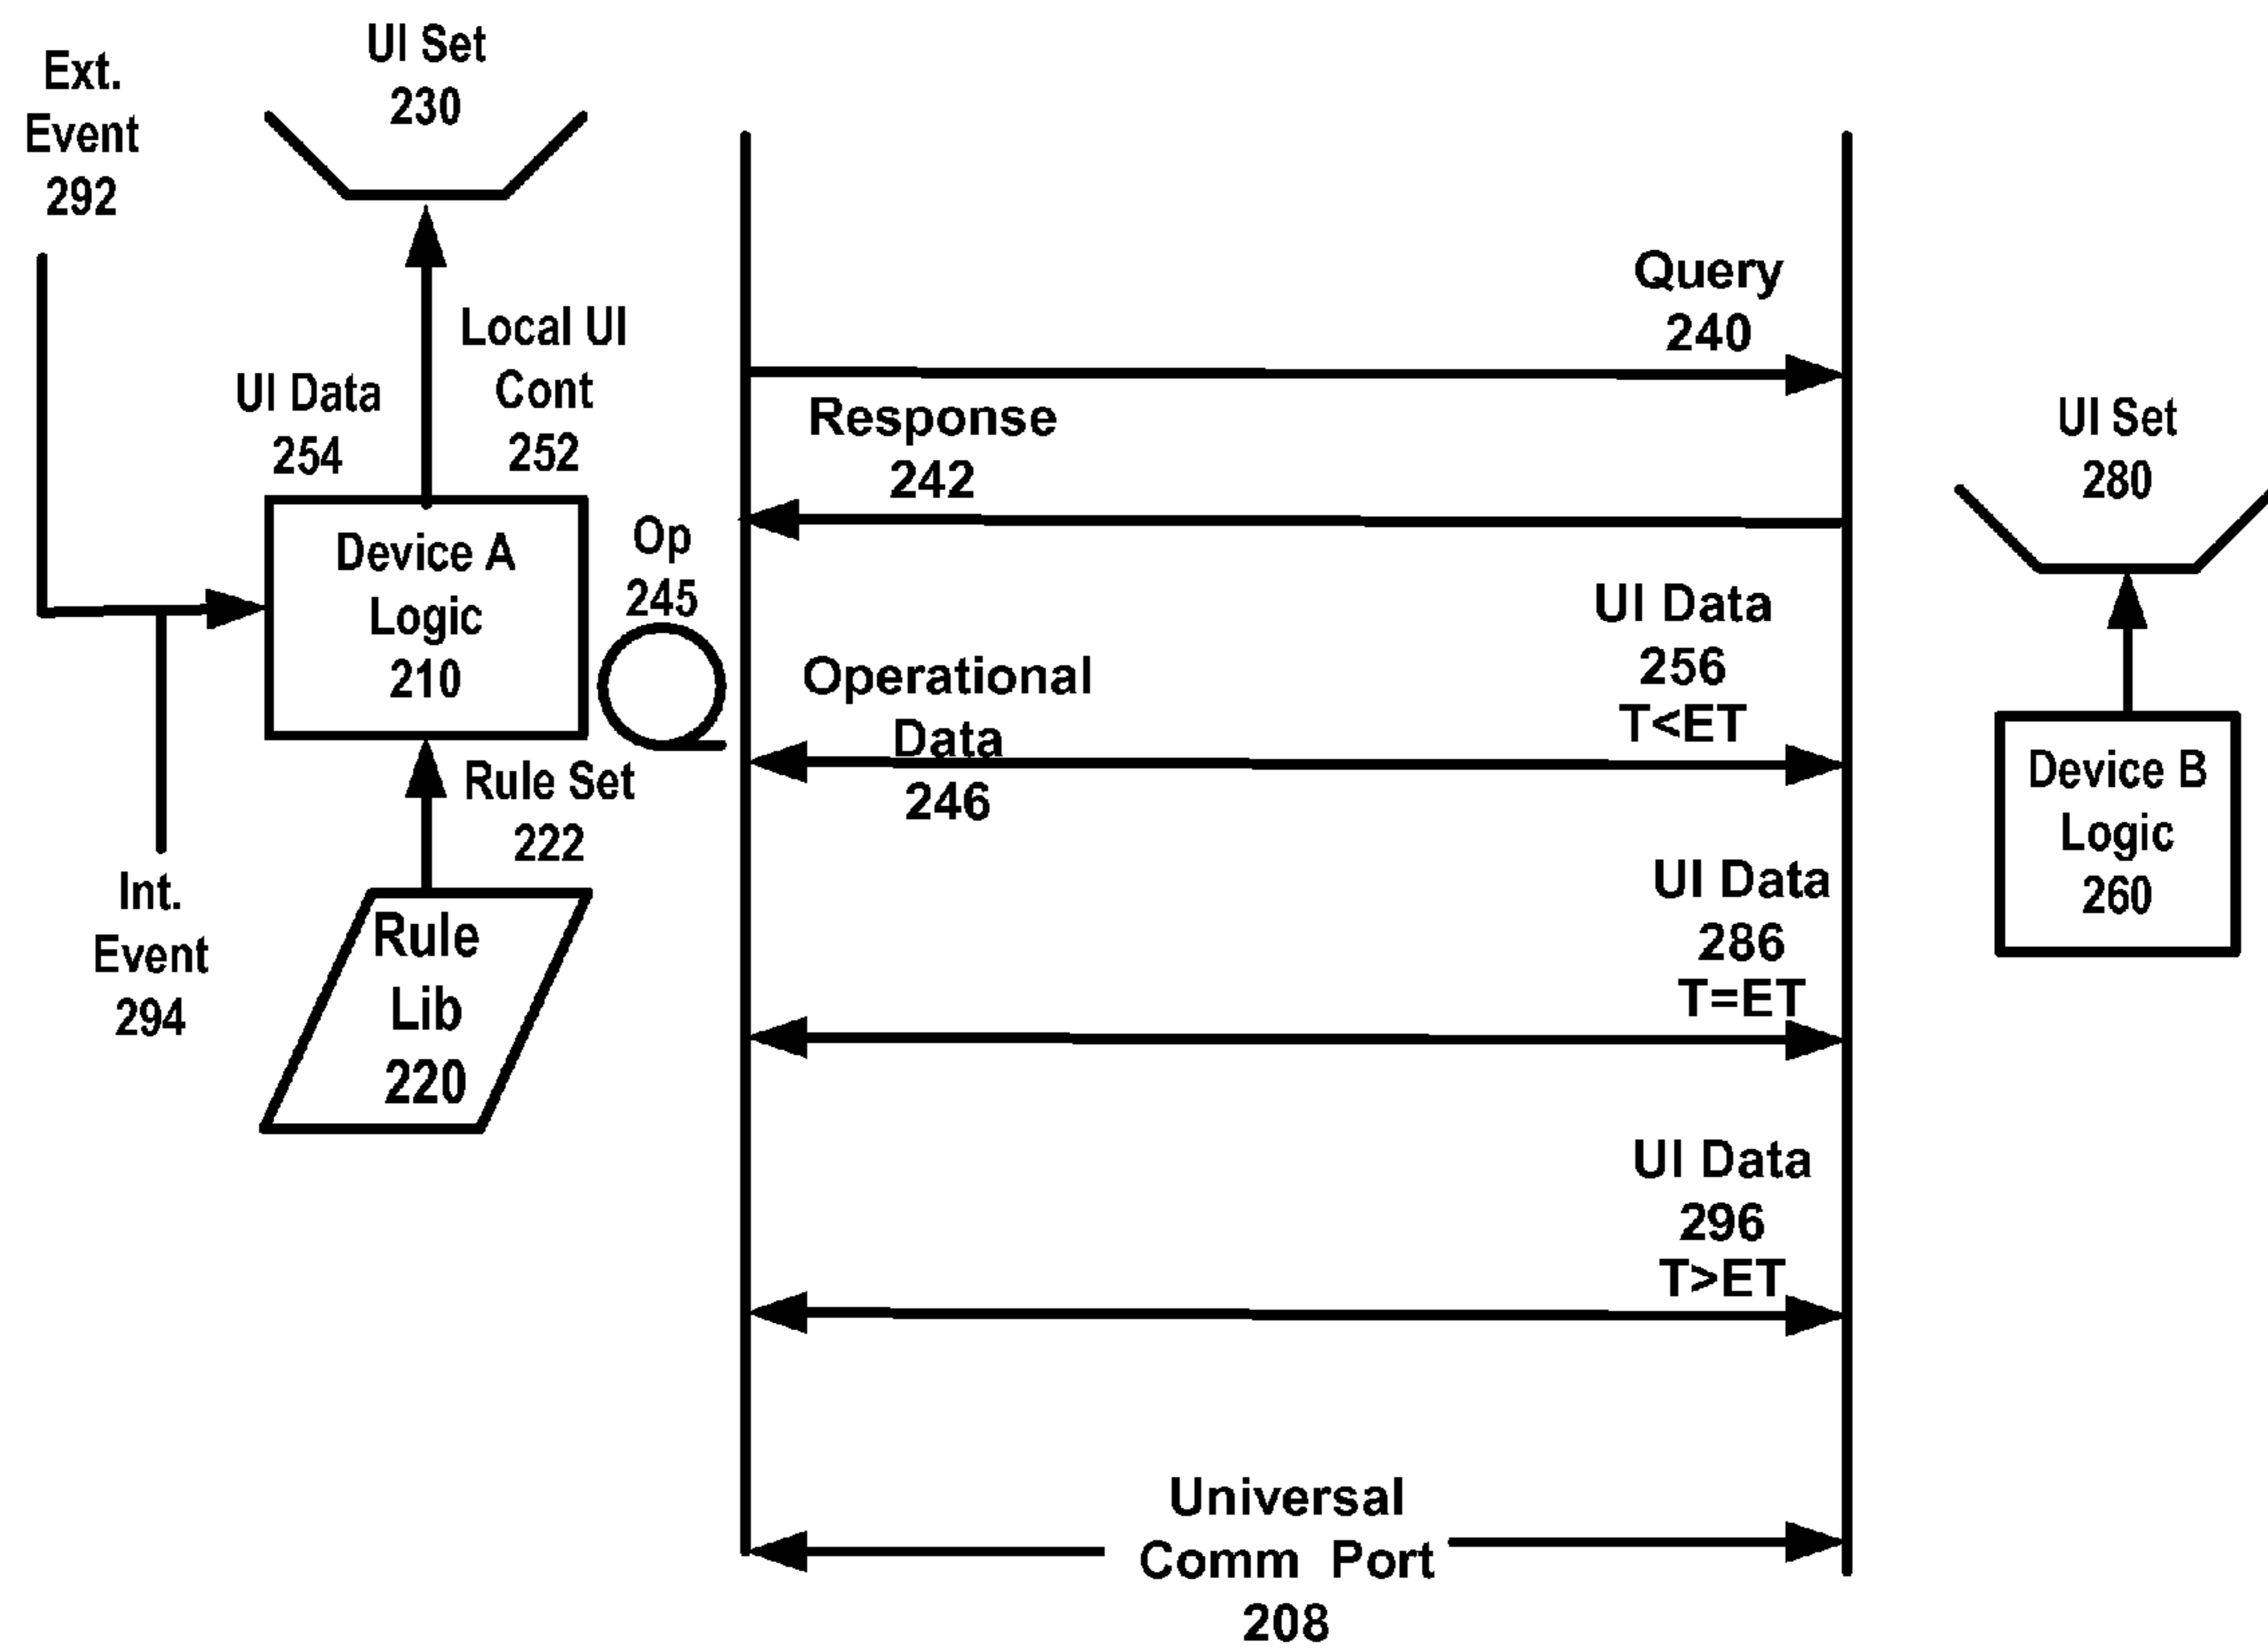 Ext.
Event
292
UI Set
230
Query
240
Local UI
Cont
252
UI Data
254
Response
242
UI Set
280
Device A
Logic
210
Op
245
UI Data
256
T<ET
Operational
Data
246
Device B
Logic
260
Rule Set
222
Int.
Event
294
Rule
Lib
220
UI Data
286
T=ET
UI Data
296
T>ET
Universal
Comm Port
208